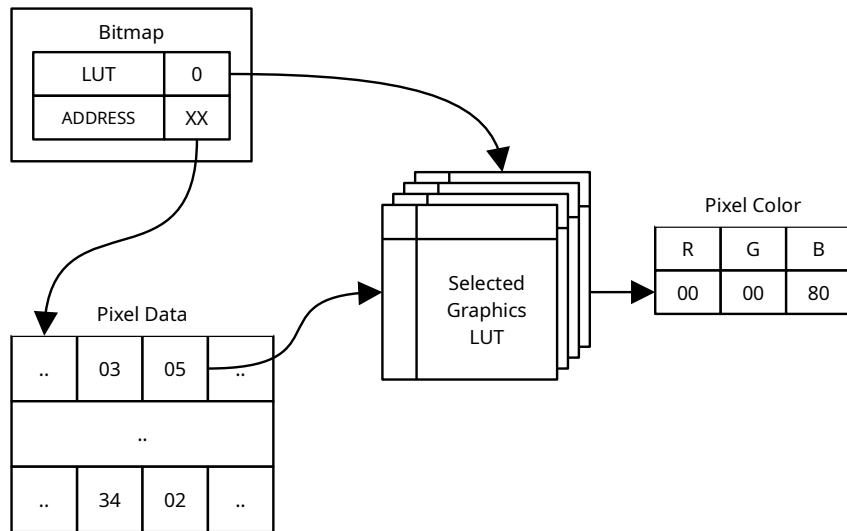 Bitmap
LUT 0
ADDRESS XX
Pixel Color
R G B
00 00 80
Selected
Graphics
LUT
Pixel Data
.. 03 05 ..
..
.. 34 02 ..